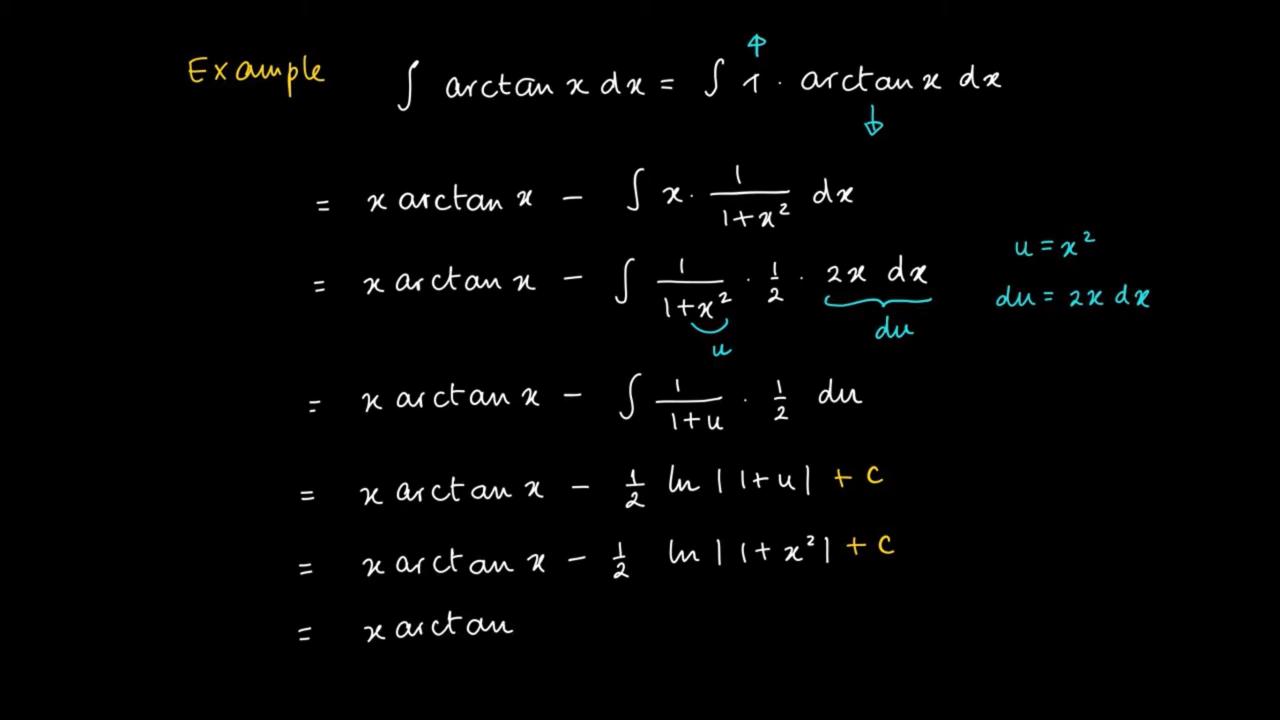 Example ∫ arctan x dx = ∫ 1 · arctan x dx
= x arctan x − ∫ x · 1/(1+x²) dx
= x arctan x − ∫ 1/(1+x²) · 1/2 · 2x dx
u = x²
du = 2x dx
u
du
= x arctan x − ∫ 1/(1+u) · 1/2 du
= x arctan x − 1/2 ln |1+u| + C
= x arctan x − 1/2 ln |1+x²| + C
= x arctan